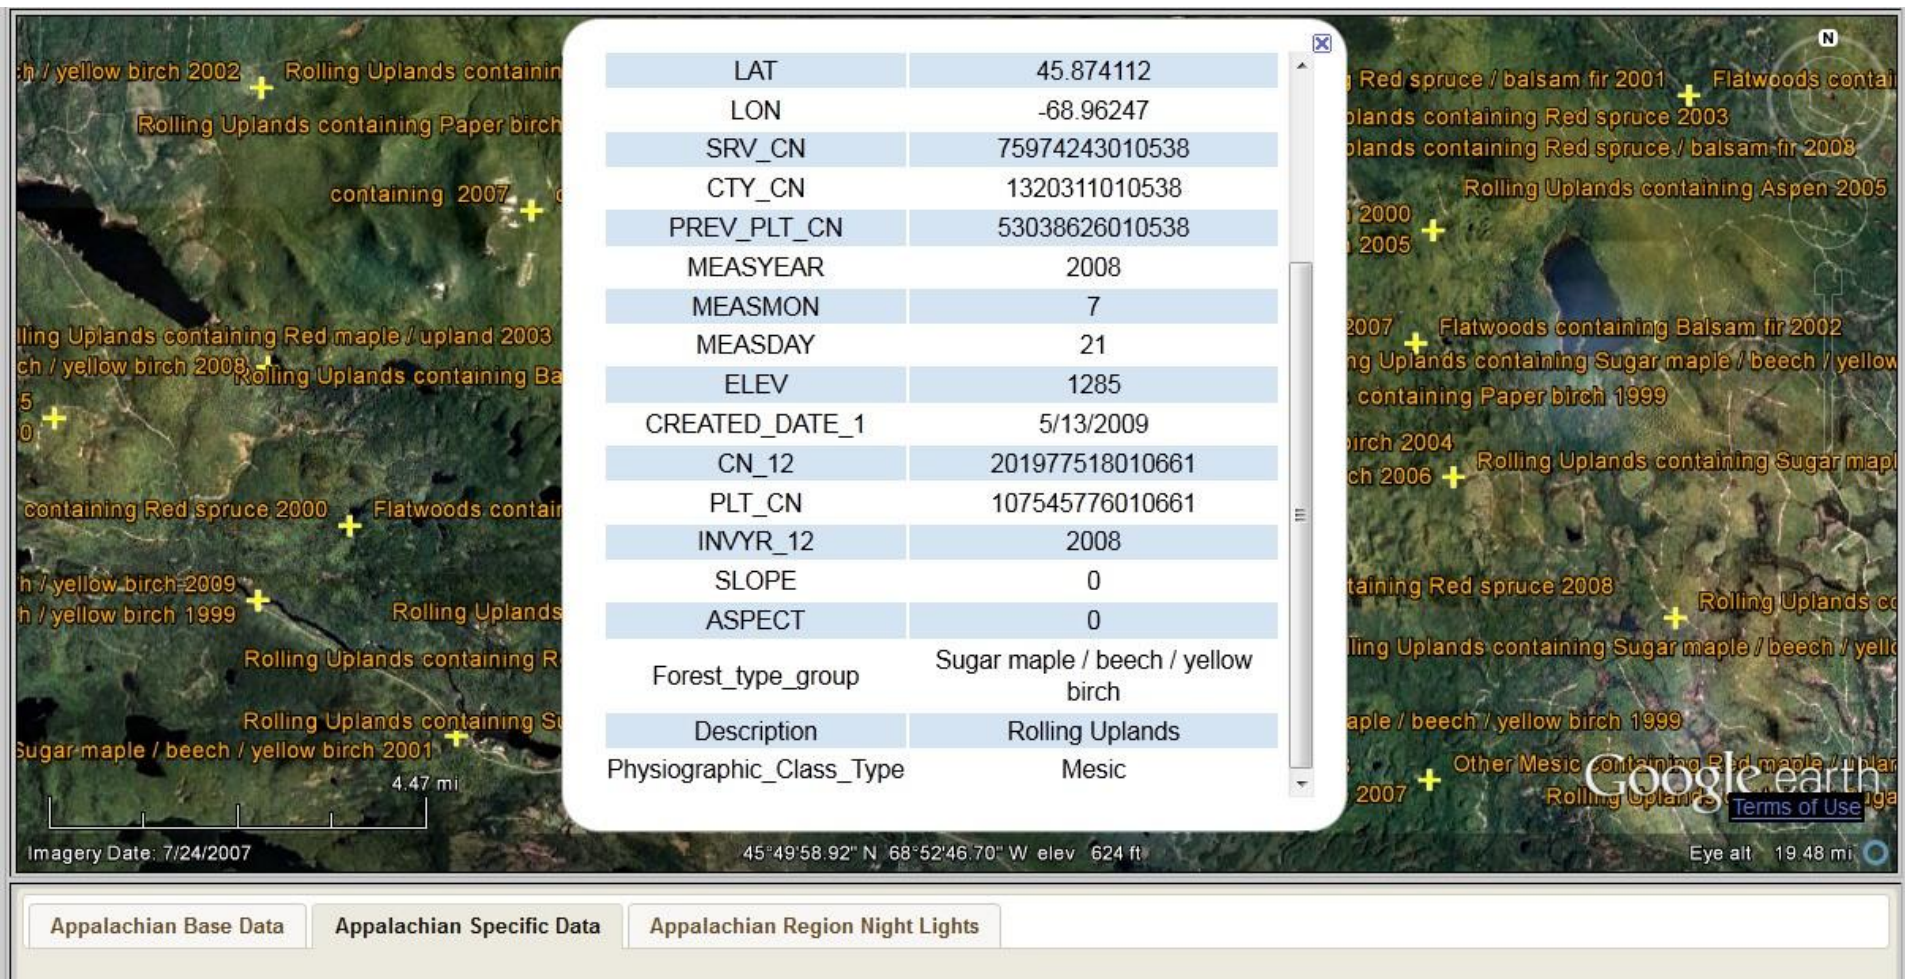 ch / yellow birch 2002
Rolling Uplands containin
Rolling Uplands containing Paper birch
containing 2007
lling Uplands containing Red maple / upland 2003
ch / yellow birch 2008
Rolling Uplands containing Ba
5
0
containing Red spruce 2000
Flatwoods contain
h / yellow birch 2009
h / yellow birch 1999
Rolling Uplands
Rolling Uplands containing R
Rolling Uplands containing Su
Sugar maple / beech / yellow birch 2001
4.47 mi
LAT 45.874112
LON -68.96247
SRV_CN 75974243010538
CTY_CN 1320311010538
PREV_PLT_CN 53038626010538
MEASYEAR 2008
MEASMON 7
MEASDAY 21
ELEV 1285
CREATED_DATE_1 5/13/2009
CN_12 201977518010661
PLT_CN 107545776010661
INVYR_12 2008
SLOPE 0
ASPECT 0
Forest_type_group Sugar maple / beech / yellow
birch
Description Rolling Uplands
Physiographic_Class_Type Mesic
N
Red spruce / balsam fir 2001
Flatwoods contai
plands containing Red spruce 2003
plands containing Red spruce / balsam fir 2008
Rolling Uplands containing Aspen 2005
2000
2005
2007
Flatwoods containing Balsam fir 2002
ng Uplands containing Sugar maple / beech / yellow
containing Paper birch 1999
birch 2004
Rolling Uplands containing Sugar mapl
ch 2006
taining Red spruce 2008
Rolling Uplands co
lling Uplands containing Sugar maple / beech / yello
aple / beech / yellow birch 1999
Other Mesic containing Red maple / uplan
2007
Google earth
Terms of Use
Imagery Date: 7/24/2007
45°49'58.92" N 68°52'46.70" W elev 624 ft
Eye alt 19.48 mi
Appalachian Base Data
Appalachian Specific Data
Appalachian Region Night Lights